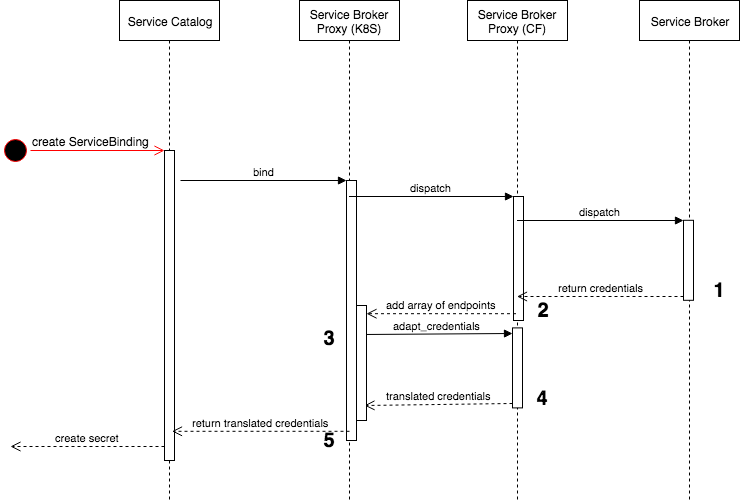 Service Catalog
Service Broker
Proxy (K8S)
Service Broker
Proxy (CF)
Service Broker
create ServiceBinding
bind
dispatch
dispatch
return credentials
1
add array of endpoints
2
adapt_credentials
3
translated credentials
4
return translated credentials
5
create secret